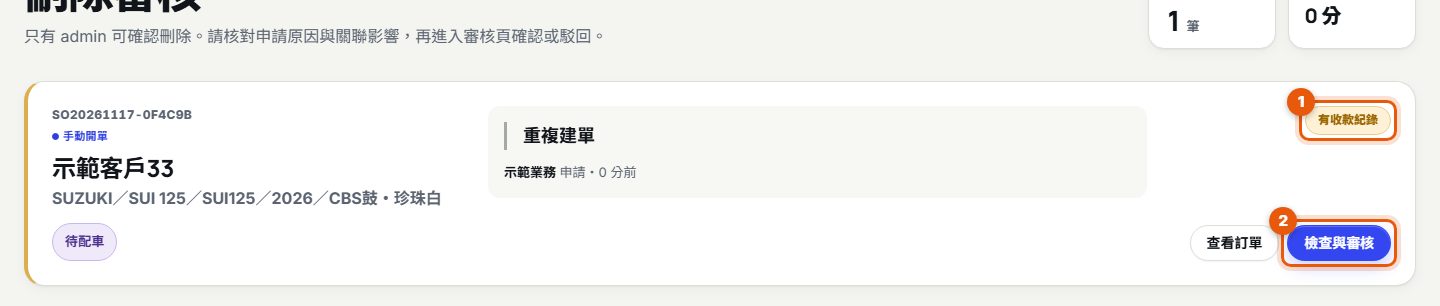 刪除審核
只有 admin 可確認刪除。請核對申請原因與關聯影響，再進入審核頁確認或駁回。
1 筆
0 分
SO20261117-0F4C9B
手動開單
示範客戶33
SUZUKI／SUI 125／SUI125／2026／CBS鼓・珍珠白
待配車
重複建單
示範業務 申請・0 分前
1
有收款紀錄
查看訂單
2
檢查與審核